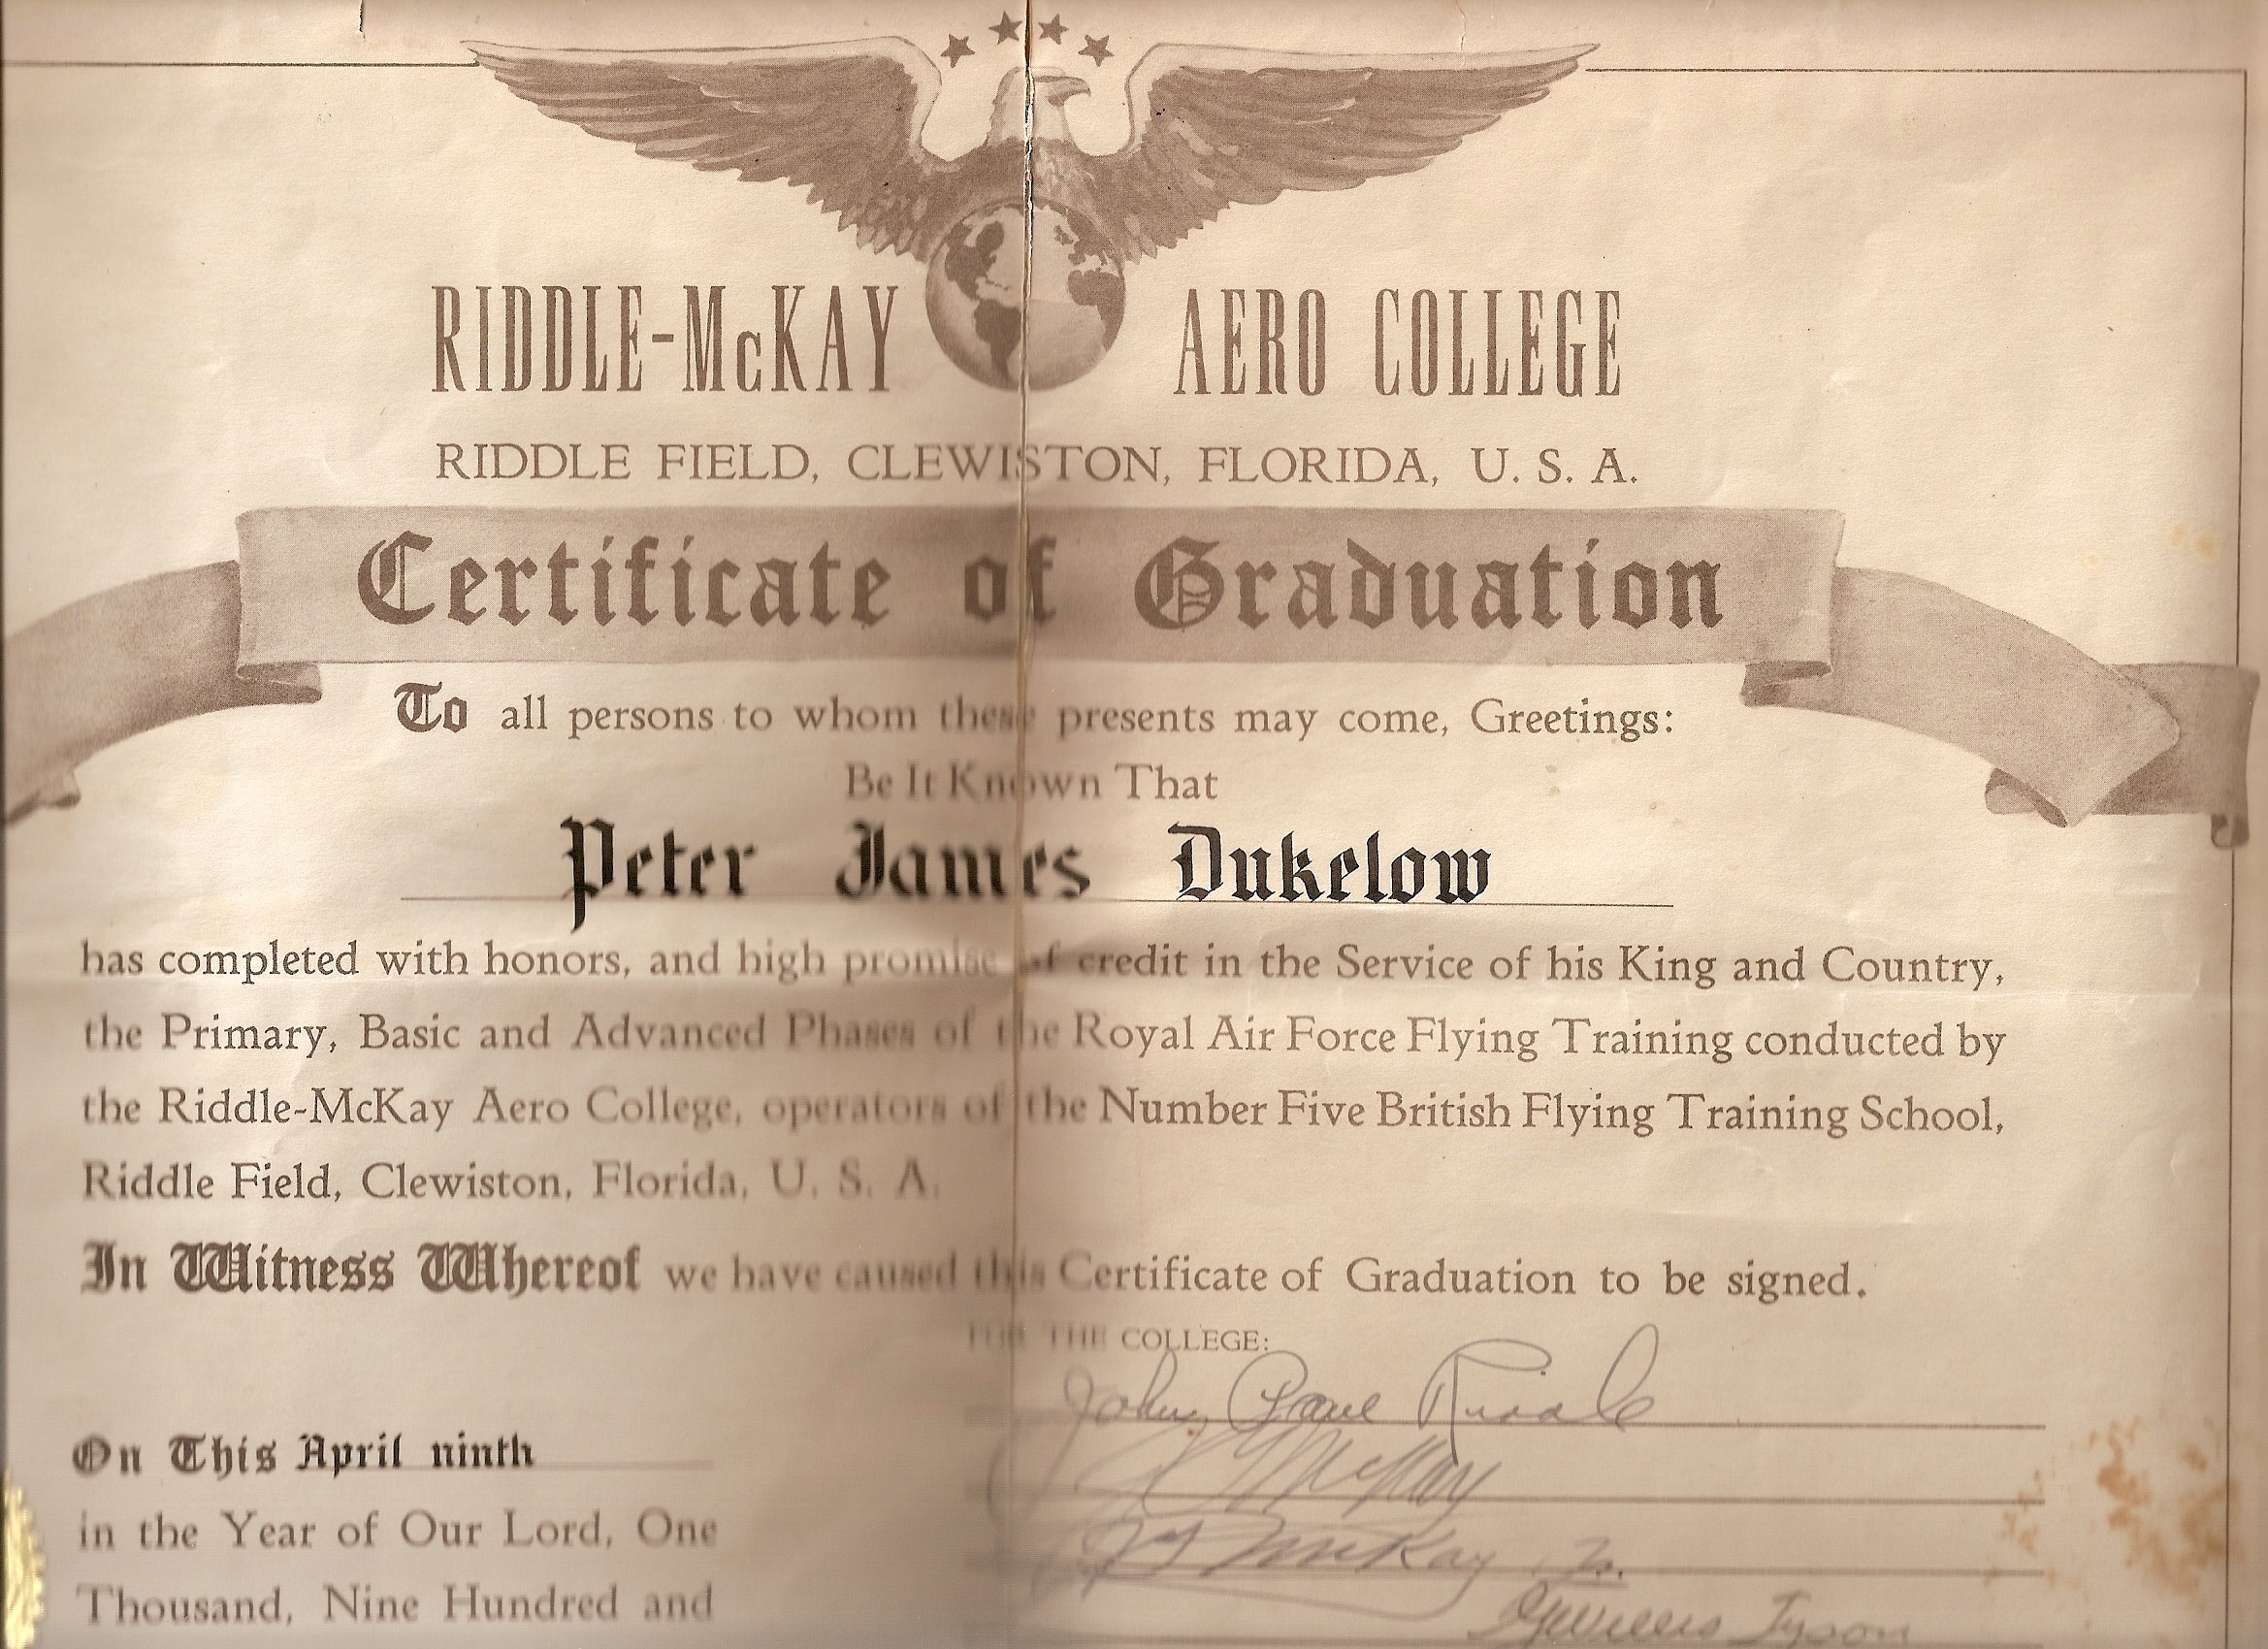 RIDDLE-McKAY AERO COLLEGE
RIDDLE FIELD, CLEWISTON, FLORIDA, U. S. A.
Certificate of Graduation
To all persons to whom these presents may come, Greetings:
Be It Known That
Peter James Dukelow
has completed with honors, and high promise of credit in the Service of his King and Country,
the Primary, Basic and Advanced Phases of the Royal Air Force Flying Training conducted by
the Riddle-McKay Aero College, operators of the Number Five British Flying Training School,
Riddle Field, Clewiston, Florida, U. S. A.
In Witness Whereof we have caused this Certificate of Graduation to be signed.
FOR THE COLLEGE:
John Paul Riddle
McKay
McKay Jr.
On This April ninth
in the Year of Our Lord, One
Thousand, Nine Hundred and
Willis Tyson